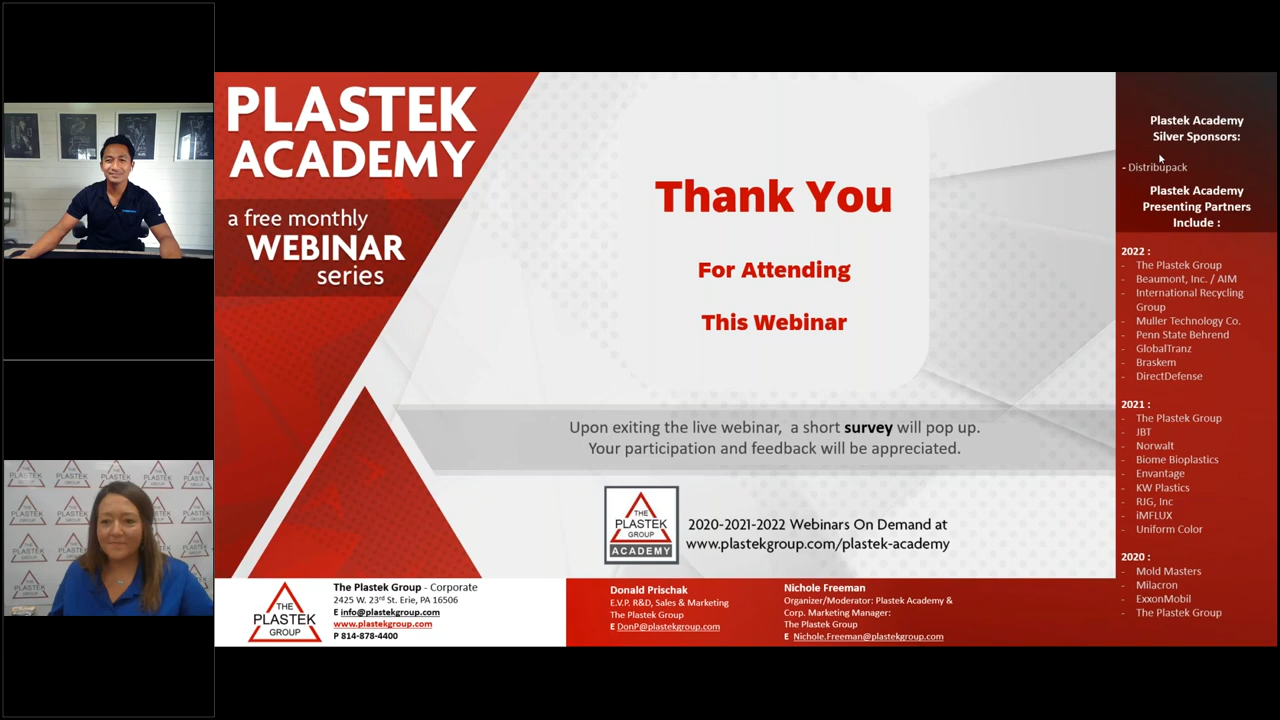 PLASTEK
ACADEMY
a free monthly
WEBINAR
series
Thank You
For Attending
This Webinar
Upon exiting the live webinar, a short survey will pop up.
Your participation and feedback will be appreciated.
THE
PLASTEK
GROUP
ACADEMY
2020-2021-2022 Webinars On Demand at
www.plastekgroup.com/plastek-academy
THE
PLASTEK
GROUP
The Plastek Group - Corporate
2425 W. 23rd St. Erie, PA 16506
E info@plastekgroup.com
www.plastekgroup.com
P 814-878-4400
Donald Prischak
E.V.P. R&D, Sales & Marketing
The Plastek Group
E DonP@plastekgroup.com
Nichole Freeman
Organizer/Moderator: Plastek Academy &
Corp. Marketing Manager:
The Plastek Group
E Nichole.Freeman@plastekgroup.com
Plastek Academy
Silver Sponsors:
- Distribupack
Plastek Academy
Presenting Partners
Include :
2022 :
- The Plastek Group
- Beaumont, Inc. / AIM
- International Recycling
Group
- Muller Technology Co.
- Penn State Behrend
- GlobalTranz
- Braskem
- DirectDefense
2021 :
- The Plastek Group
- JBT
- Norwalt
- Biome Bioplastics
- Envantage
- KW Plastics
- RJG, Inc
- iMFLUX
- Uniform Color
2020 :
- Mold Masters
- Milacron
- ExxonMobil
- The Plastek Group